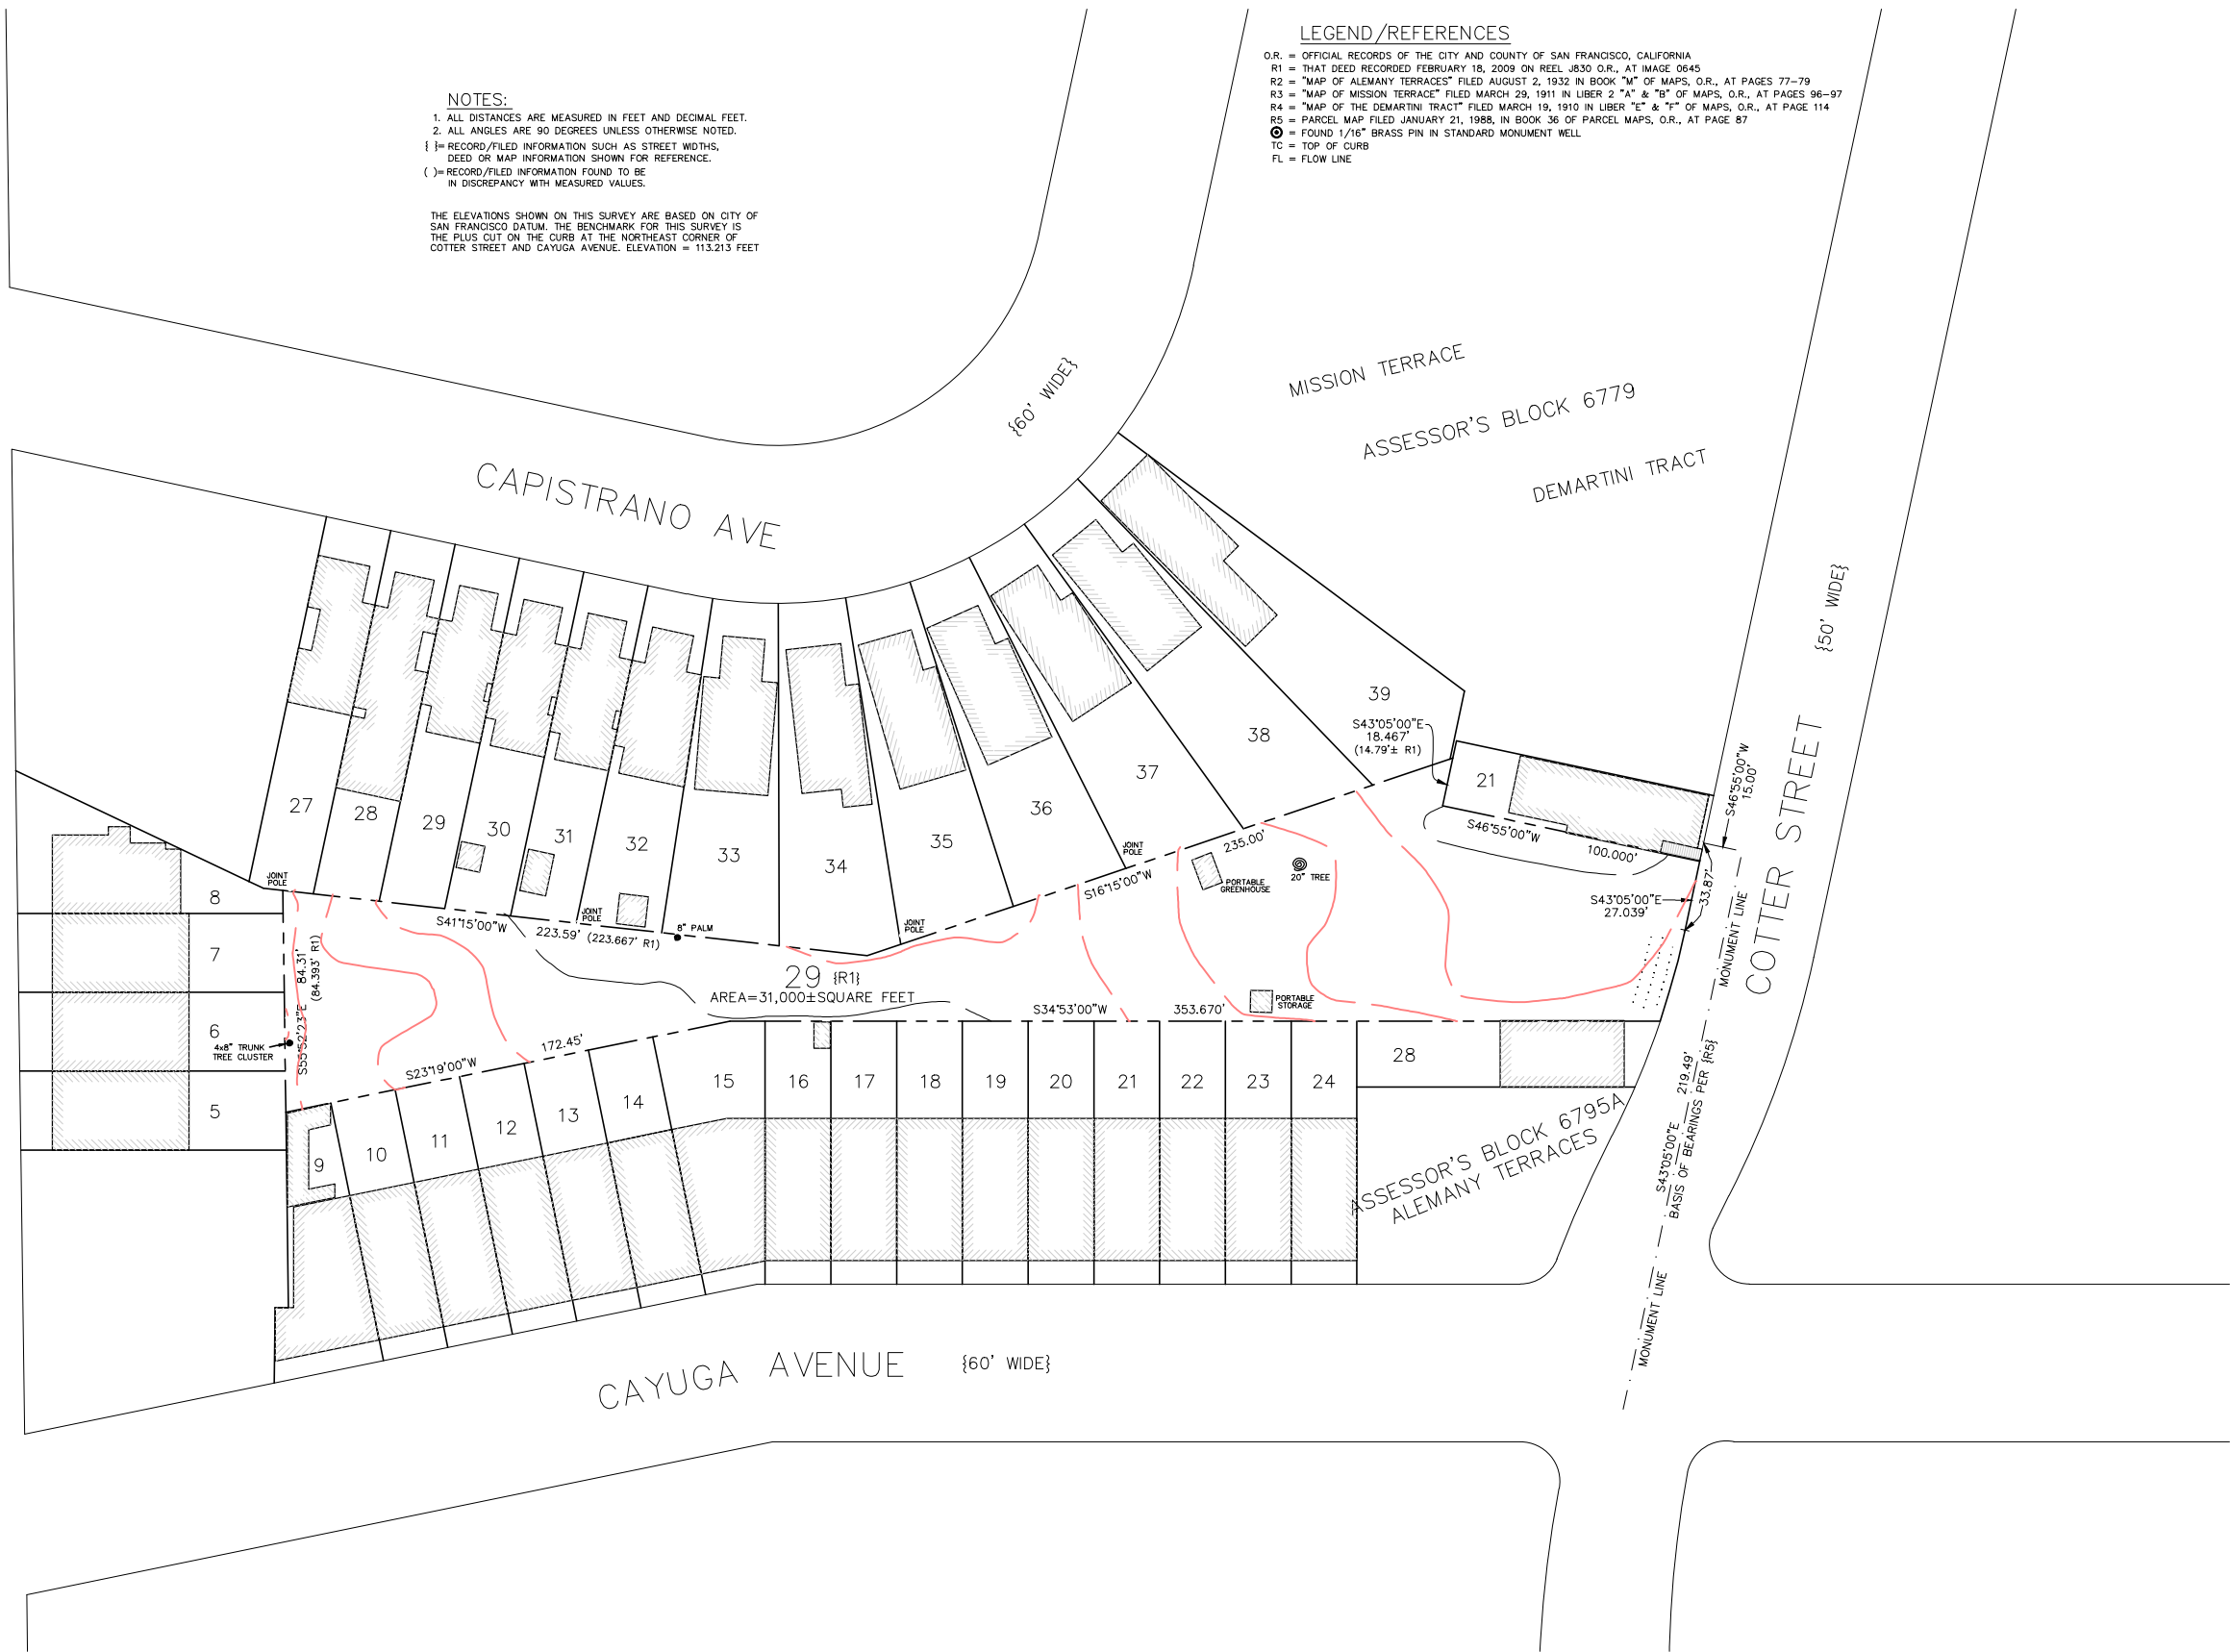 NOTES:
1. ALL DISTANCES ARE MEASURED IN FEET AND DECIMAL FEET.
2. ALL ANGLES ARE 90 DEGREES UNLESS OTHERWISE NOTED.
{ }= RECORD/FILED INFORMATION SUCH AS STREET WIDTHS,
DEED OR MAP INFORMATION SHOWN FOR REFERENCE.
( )= RECORD/FILED INFORMATION FOUND TO BE
IN DISCREPANCY WITH MEASURED VALUES.
THE ELEVATIONS SHOWN ON THIS SURVEY ARE BASED ON CITY OF
SAN FRANCISCO DATUM. THE BENCHMARK FOR THIS SURVEY IS
THE PLUS CUT ON THE CURB AT THE NORTHEAST CORNER OF
COTTER STREET AND CAYUGA AVENUE. ELEVATION = 113.213 FEET
LEGEND/REFERENCES
O.R. = OFFICIAL RECORDS OF THE CITY AND COUNTY OF SAN FRANCISCO, CALIFORNIA
R1 = THAT DEED RECORDED FEBRUARY 18, 2009 ON REEL J830 O.R., AT IMAGE 0645
R2 = "MAP OF ALEMANY TERRACES" FILED AUGUST 2, 1932 IN BOOK "M" OF MAPS, O.R., AT PAGES 77-79
R3 = "MAP OF MISSION TERRACE" FILED MARCH 29, 1911 IN LIBER 2 "A" & "B" OF MAPS, O.R., AT PAGES 96-97
R4 = "MAP OF THE DEMARTINI TRACT" FILED MARCH 19, 1910 IN LIBER "E" & "F" OF MAPS, O.R., AT PAGE 114
R5 = PARCEL MAP FILED JANUARY 21, 1988, IN BOOK 36 OF PARCEL MAPS, O.R., AT PAGE 87
= FOUND 1/16" BRASS PIN IN STANDARD MONUMENT WELL
TC = TOP OF CURB
FL = FLOW LINE
{60' WIDE}
MISSION TERRACE
ASSESSOR'S BLOCK 6779
DEMARTINI TRACT
CAPISTRANO AVE
{50' WIDE}
COTTER STREET
39
38
37
36
35
34
33
32
31
30
29
28
27
21
S43°05'00"E
18.467'
(14.79'± R1)
S46°55'00"W
15.00'
S46°55'00"W
100.000'
33.87'
S43°05'00"E
27.039'
MONUMENT LINE
JOINT
POLE
JOINT
POLE
JOINT
POLE
JOINT
POLE
S16°15'00"W
235.00'
PORTABLE
GREENHOUSE
20" TREE
S41°15'00"W
223.59' (223.667' R1)
8" PALM
29 {R1}
AREA=31,000±SQUARE FEET
PORTABLE
STORAGE
S34°53'00"W
353.670'
8
7
6
5
S55°52'23"E 84.31'
(84.393' R1)
4x8" TRUNK
TREE CLUSTER
S23°19'00"W
172.45'
9
10
11
12
13
14
15
16
17
18
19
20
21
22
23
24
28
ASSESSOR'S BLOCK 6795A
ALEMANY TERRACES
S43°05'00"E 219.49'
BASIS OF BEARINGS PER {R5}
MONUMENT LINE
CAYUGA AVENUE {60' WIDE}